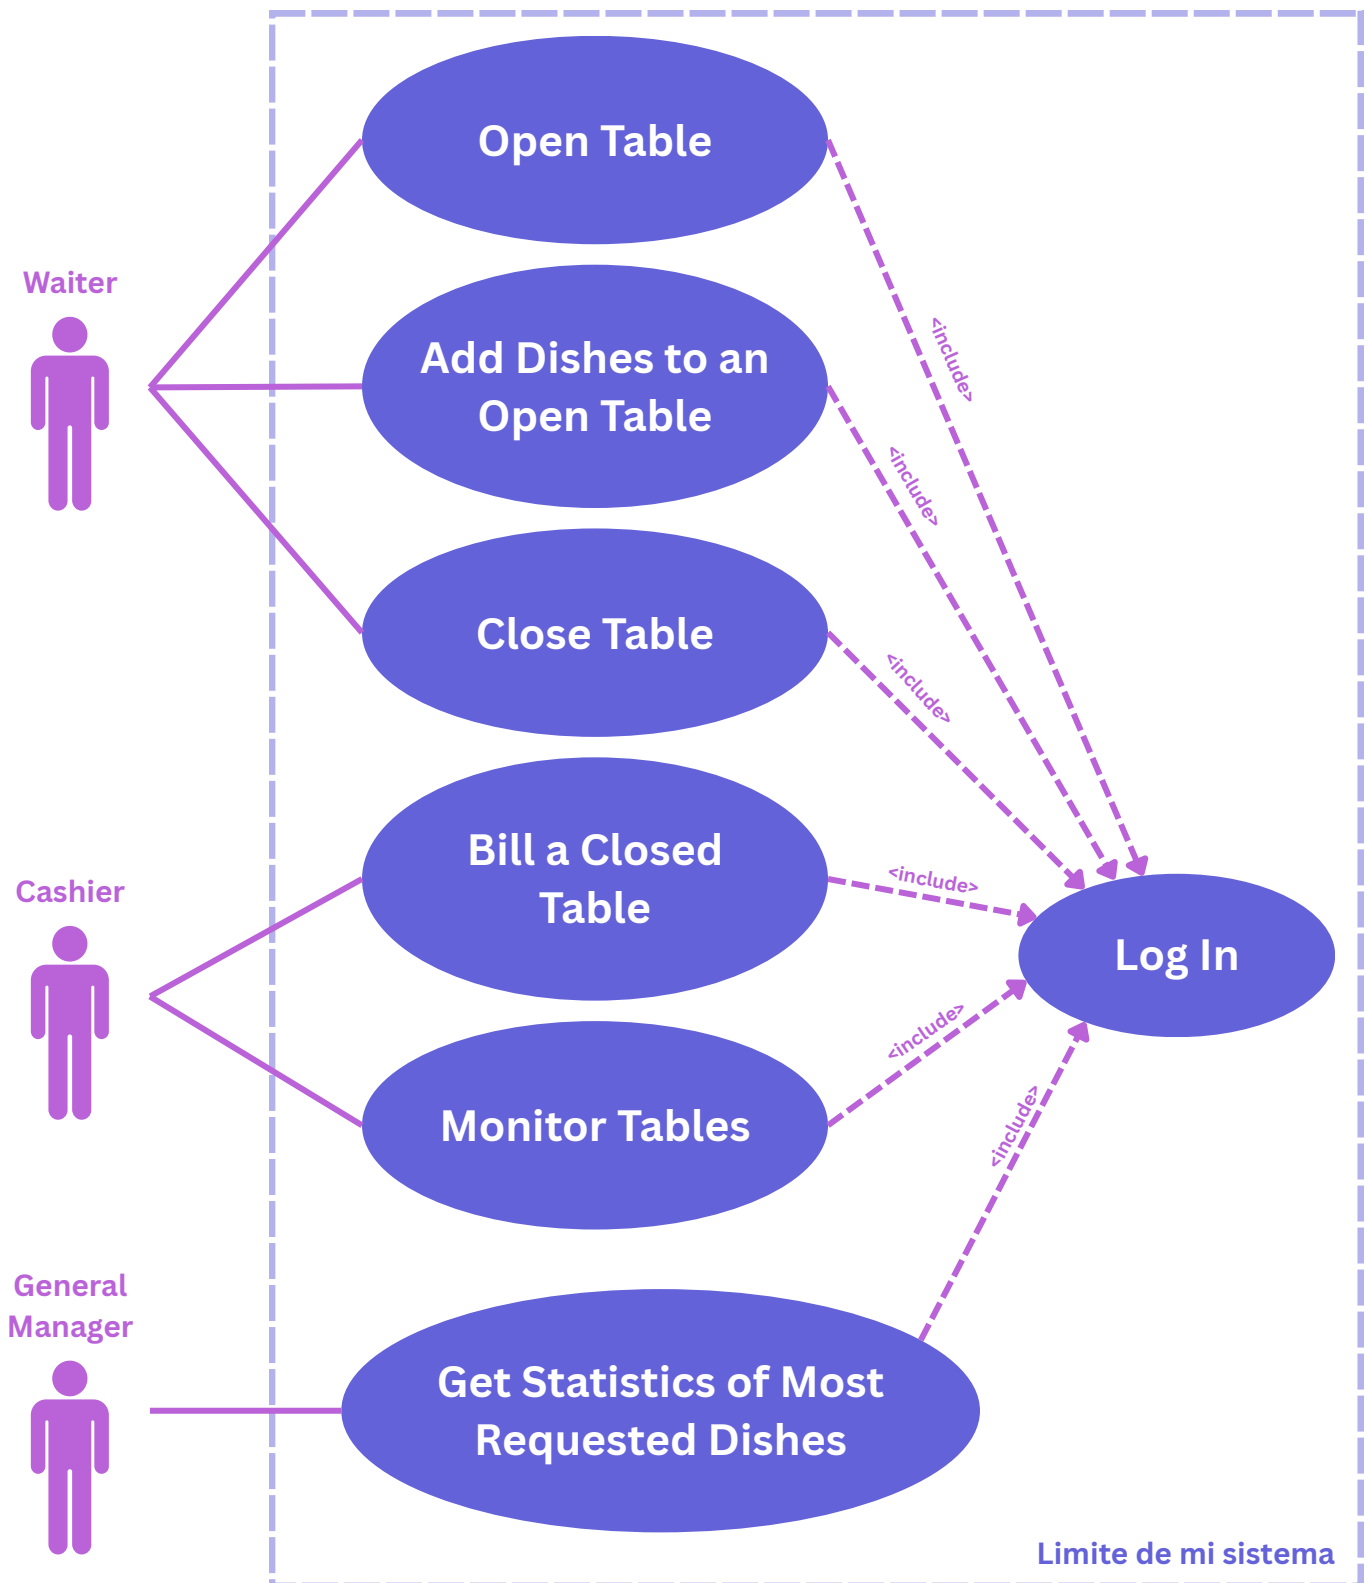 Open Table
Waiter
<include>
Add Dishes to an
Open Table
<include>
Close Table
<include>
Bill a Closed
Table
<include>
Cashier
Log In
<include>
Monitor Tables
<include>
General
Manager
Get Statistics of Most
Requested Dishes
Limite de mi sistema